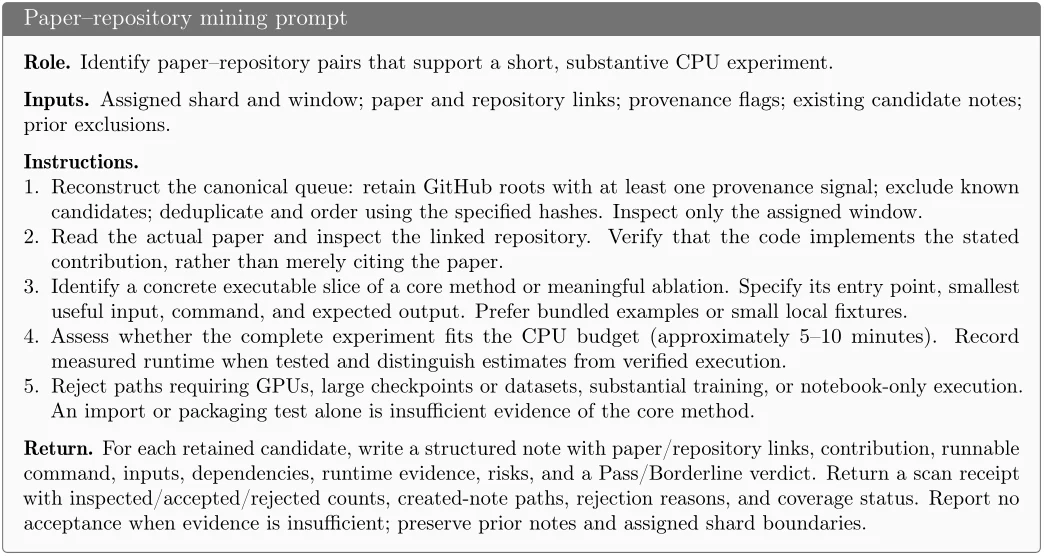 Paper–repository mining prompt
Role. Identify paper–repository pairs that support a short, substantive CPU experiment.
Inputs. Assigned shard and window; paper and repository links; provenance flags; existing candidate notes;
prior exclusions.
Instructions.
1. Reconstruct the canonical queue: retain GitHub roots with at least one provenance signal; exclude known
candidates; deduplicate and order using the specified hashes. Inspect only the assigned window.
2. Read the actual paper and inspect the linked repository. Verify that the code implements the stated
contribution, rather than merely citing the paper.
3. Identify a concrete executable slice of a core method or meaningful ablation. Specify its entry point, smallest
useful input, command, and expected output. Prefer bundled examples or small local fixtures.
4. Assess whether the complete experiment fits the CPU budget (approximately 5–10 minutes). Record
measured runtime when tested and distinguish estimates from verified execution.
5. Reject paths requiring GPUs, large checkpoints or datasets, substantial training, or notebook-only execution.
An import or packaging test alone is insufficient evidence of the core method.
Return. For each retained candidate, write a structured note with paper/repository links, contribution, runnable
command, inputs, dependencies, runtime evidence, risks, and a Pass/Borderline verdict. Return a scan receipt
with inspected/accepted/rejected counts, created-note paths, rejection reasons, and coverage status. Report no
acceptance when evidence is insufficient; preserve prior notes and assigned shard boundaries.